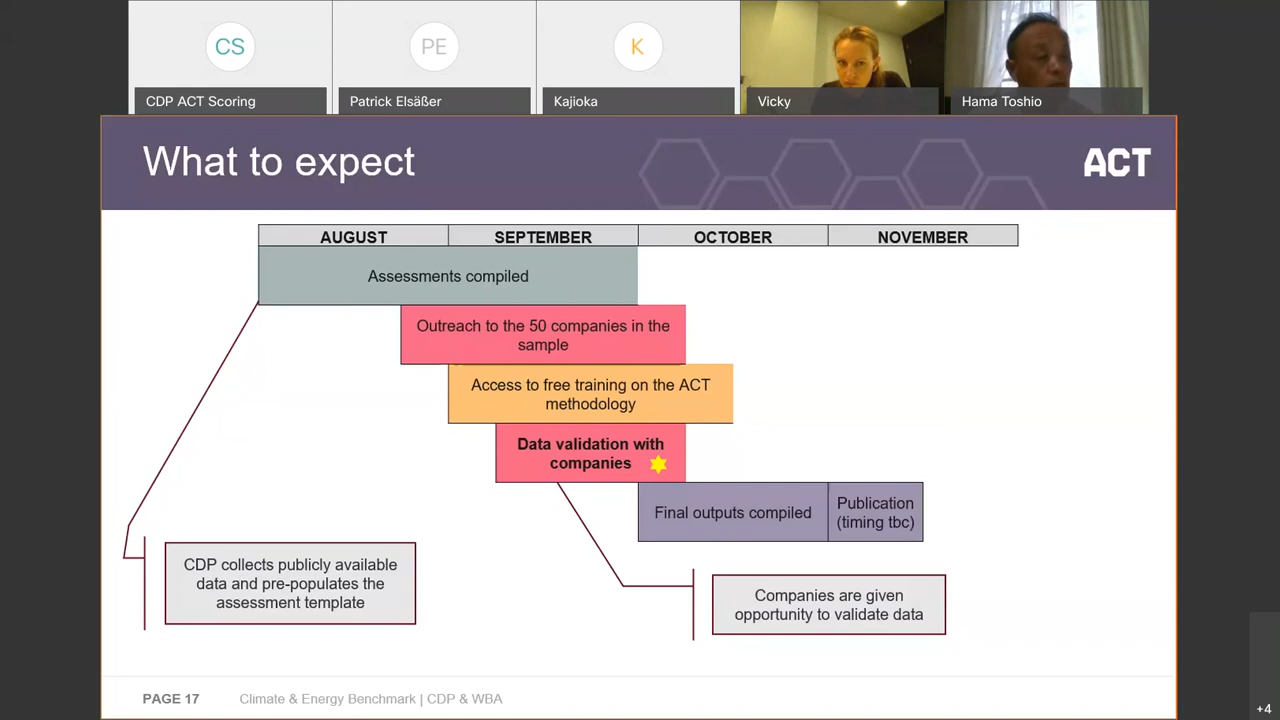 CS
PE
K
CDP ACT Scoring
Patrick Elsäßer
Kajioka
Vicky
Hama Toshio
What to expect
ACT
AUGUST
SEPTEMBER
OCTOBER
NOVEMBER
Assessments compiled
Outreach to the 50 companies in the
sample
Access to free training on the ACT
methodology
Data validation with
companies
Final outputs compiled
Publication
(timing tbc)
CDP collects publicly available
data and pre-populates the
assessment template
Companies are given
opportunity to validate data
PAGE 17
Climate & Energy Benchmark | CDP & WBA
+4